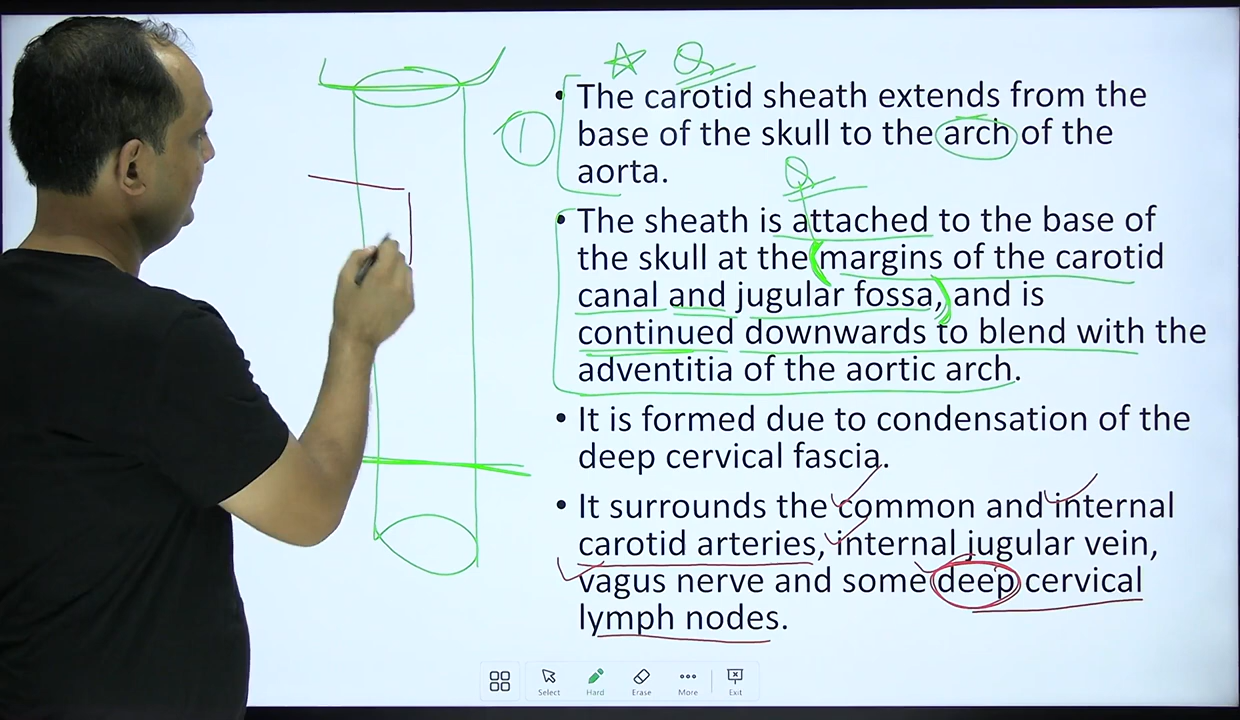 Q
1
• The carotid sheath extends from the
base of the skull to the arch of the
aorta.
Q
• The sheath is attached to the base of
the skull at the margins of the carotid
canal and jugular fossa, and is
continued downwards to blend with the
adventitia of the aortic arch.
• It is formed due to condensation of the
deep cervical fascia.
• It surrounds the common and internal
carotid arteries, internal jugular vein,
vagus nerve and some deep cervical
lymph nodes.
Select Hard Erase More Exit